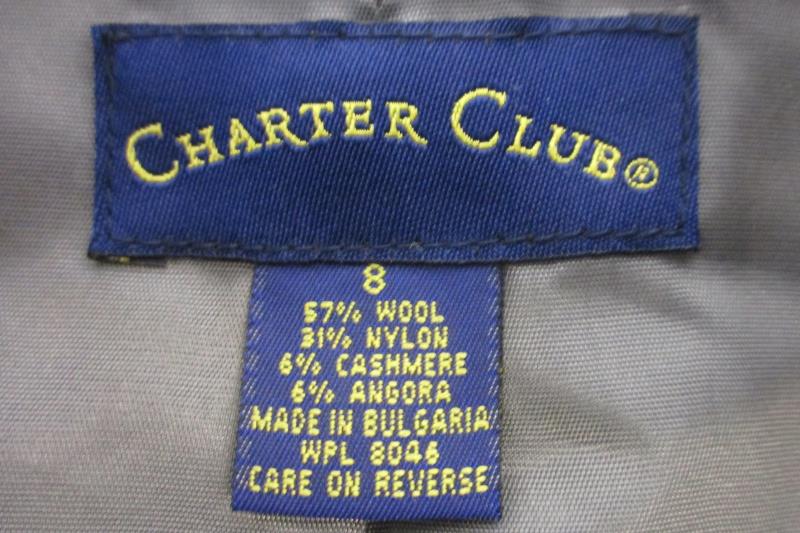 CHARTER CLUB®
8
57% WOOL
31% NYLON
6% CASHMERE
6% ANGORA
MADE IN BULGARIA
WPL 8046
CARE ON REVERSE